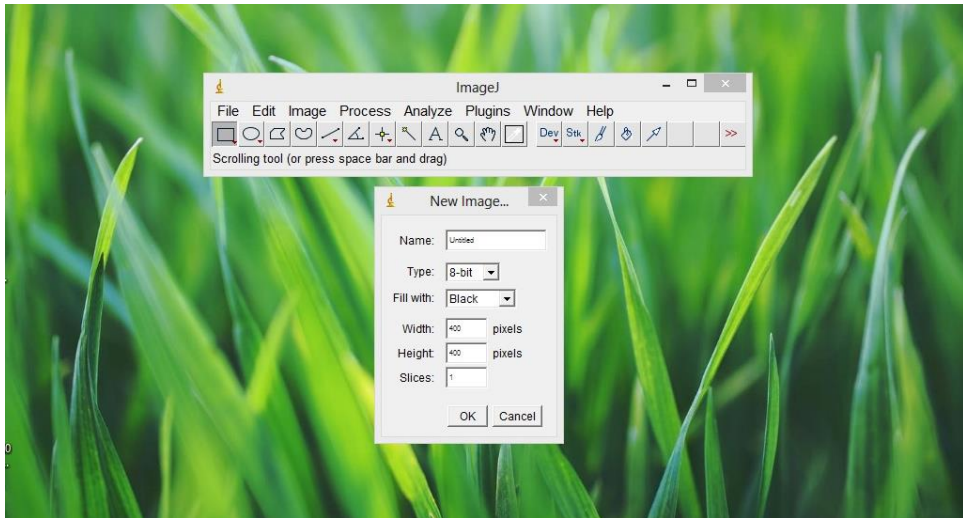 ImageJ
File Edit Image Process Analyze Plugins Window Help
A Dev Stk >>
Scrolling tool (or press space bar and drag)
New Image...
Name: Untitled
Type: 8-bit
Fill with: Black
Width: 400 pixels
Height: 400 pixels
Slices: 1
OK Cancel
0